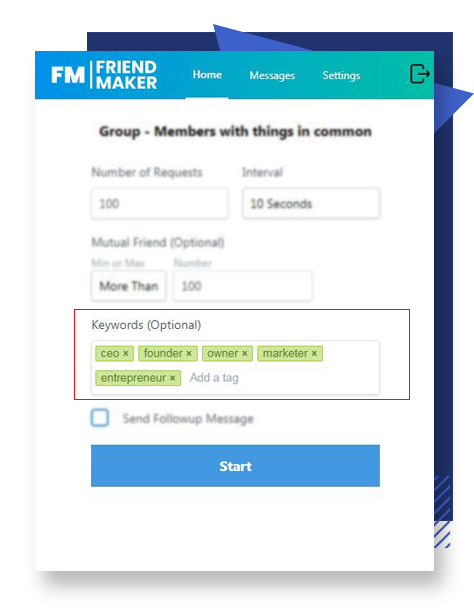 FM FRIEND MAKER
Home Messages Settings
Group - Members with things in common
Number of Requests Interval
100 10 Seconds
Mutual Friend (Optional)
Min or Max Number
More Than 100
Keywords (Optional)
ceo × founder × owner × marketer ×
entrepreneur × Add a tag
Send Followup Message
Start